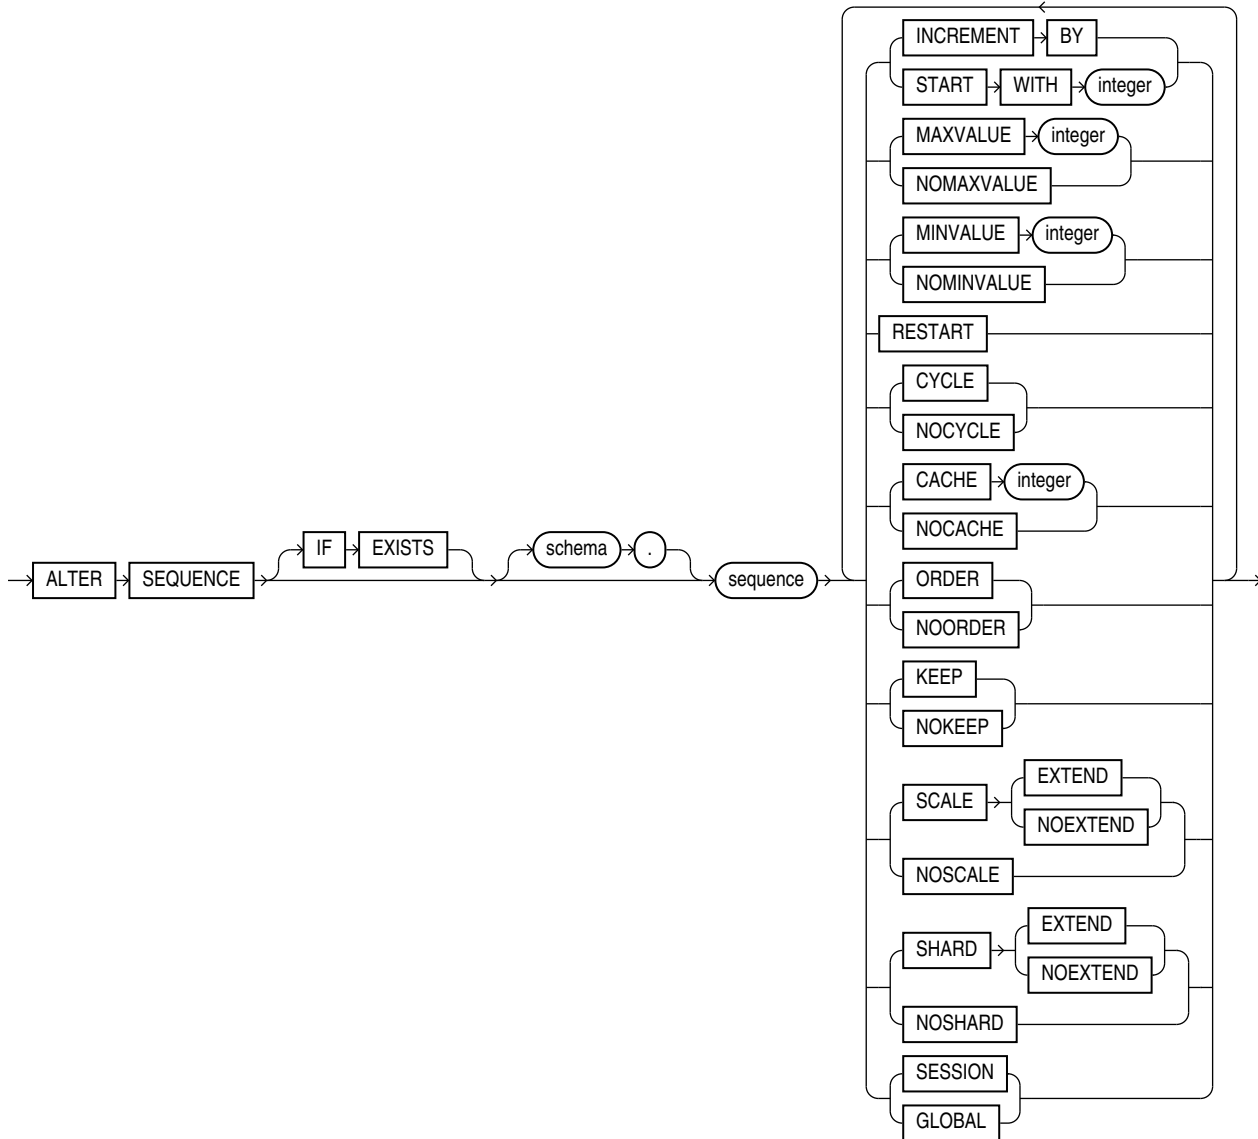 INCREMENT BY
START WITH integer
MAXVALUE integer
NOMAXVALUE
MINVALUE integer
NOMINVALUE
RESTART
CYCLE
NOCYCLE
CACHE integer
NOCACHE
IF EXISTS schema .
ALTER SEQUENCE sequence
ORDER
NOORDER
KEEP
NOKEEP
EXTEND
SCALE
NOEXTEND
NOSCALE
EXTEND
SHARD
NOEXTEND
NOSHARD
SESSION
GLOBAL